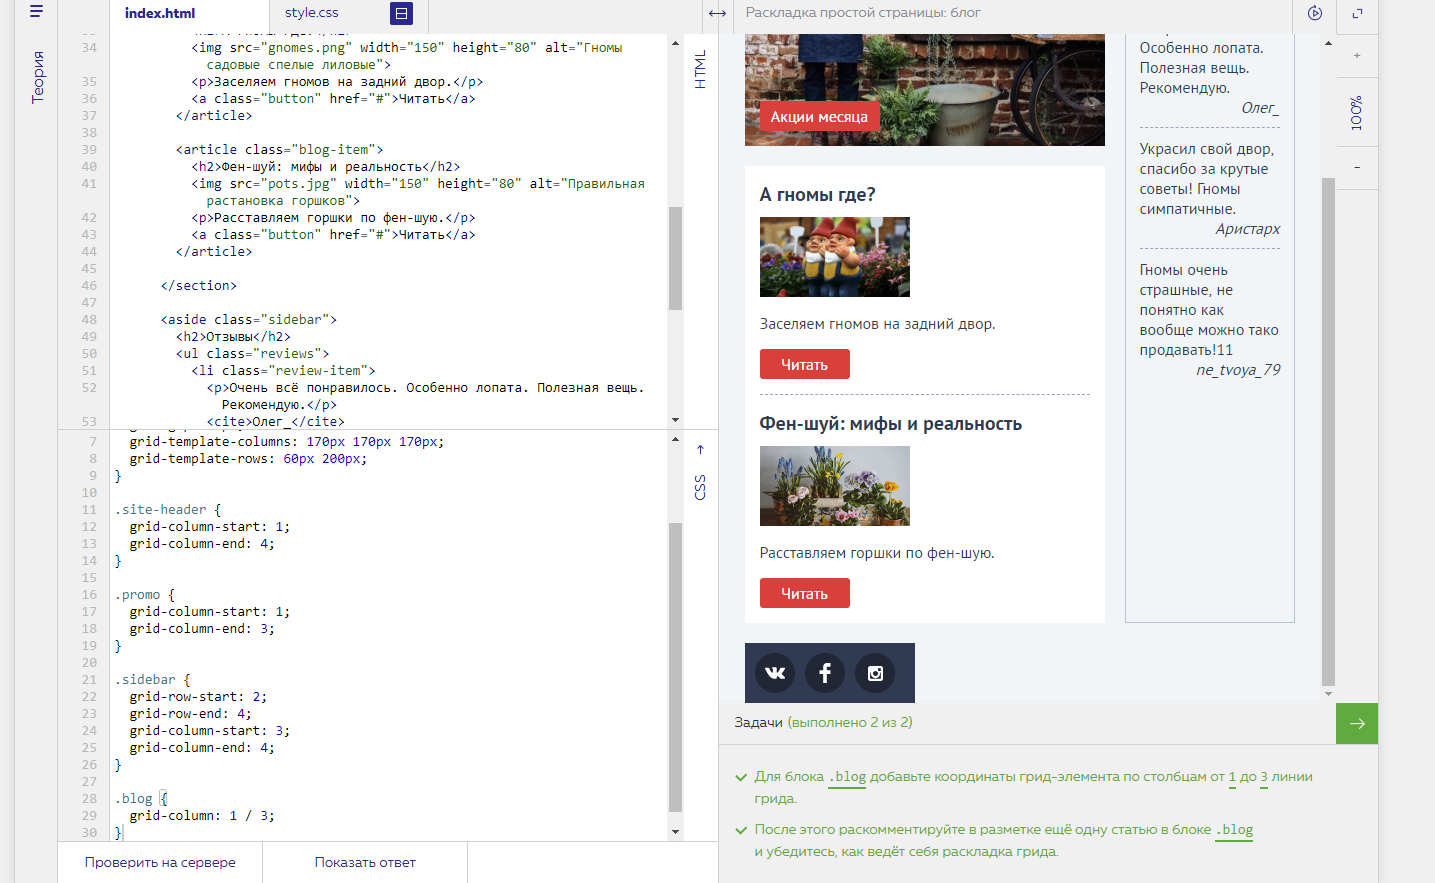 index.html
style.css
Раскладка простой страницы: блог
Теория
34 <img src="gnomes.png" width="150" height="80" alt="Гномы
садовые спелые лиловые">
35 <p>Заселяем гномов на задний двор.</p>
36 <a class="button" href="#">Читать</a>
37 </article>
38
39 <article class="blog-item">
40 <h2>Фен-шуй: мифы и реальность</h2>
41 <img src="pots.jpg" width="150" height="80" alt="Правильная
растановка горшков">
42 <p>Расставляем горшки по фен-шую.</p>
43 <a class="button" href="#">Читать</a>
44 </article>
45
46 </section>
47
48 <aside class="sidebar">
49 <h2>Отзывы</h2>
50 <ul class="reviews">
51 <li class="review-item">
52 <p>Очень всё понравилось. Особенно лопата. Полезная вещь.
Рекомендую.</p>
53 <cite>Олег_</cite>
HTML
7 grid-template-columns: 170px 170px 170px;
8 grid-template-rows: 60px 200px;
9 }
10
11 .site-header {
12 grid-column-start: 1;
13 grid-column-end: 4;
14 }
15
16 .promo {
17 grid-column-start: 1;
18 grid-column-end: 3;
19 }
20
21 .sidebar {
22 grid-row-start: 2;
23 grid-row-end: 4;
24 grid-column-start: 3;
25 grid-column-end: 4;
26 }
27
28 .blog {
29 grid-column: 1 / 3;
30 }
CSS
Проверить на сервере
Показать ответ
Акции месяца
А гномы где?
Заселяем гномов на задний двор.
Читать
Фен-шуй: мифы и реальность
Расставляем горшки по фен-шую.
Читать
Особенно лопата.
Полезная вещь.
Рекомендую.
Олег_
Украсил свой двор,
спасибо за крутые
советы! Гномы
симпатичные.
Аристарх
Гномы очень
страшные, не
понятно как
вообще можно тако
продавать!11
ne_tvoya_79
+
100%
-
Задачи (выполнено 2 из 2)
Для блока .blog добавьте координаты грид-элемента по столбцам от 1 до 3 линии
грида.
После этого раскомментируйте в разметке ещё одну статью в блоке .blog
и убедитесь, как ведёт себя раскладка грида.